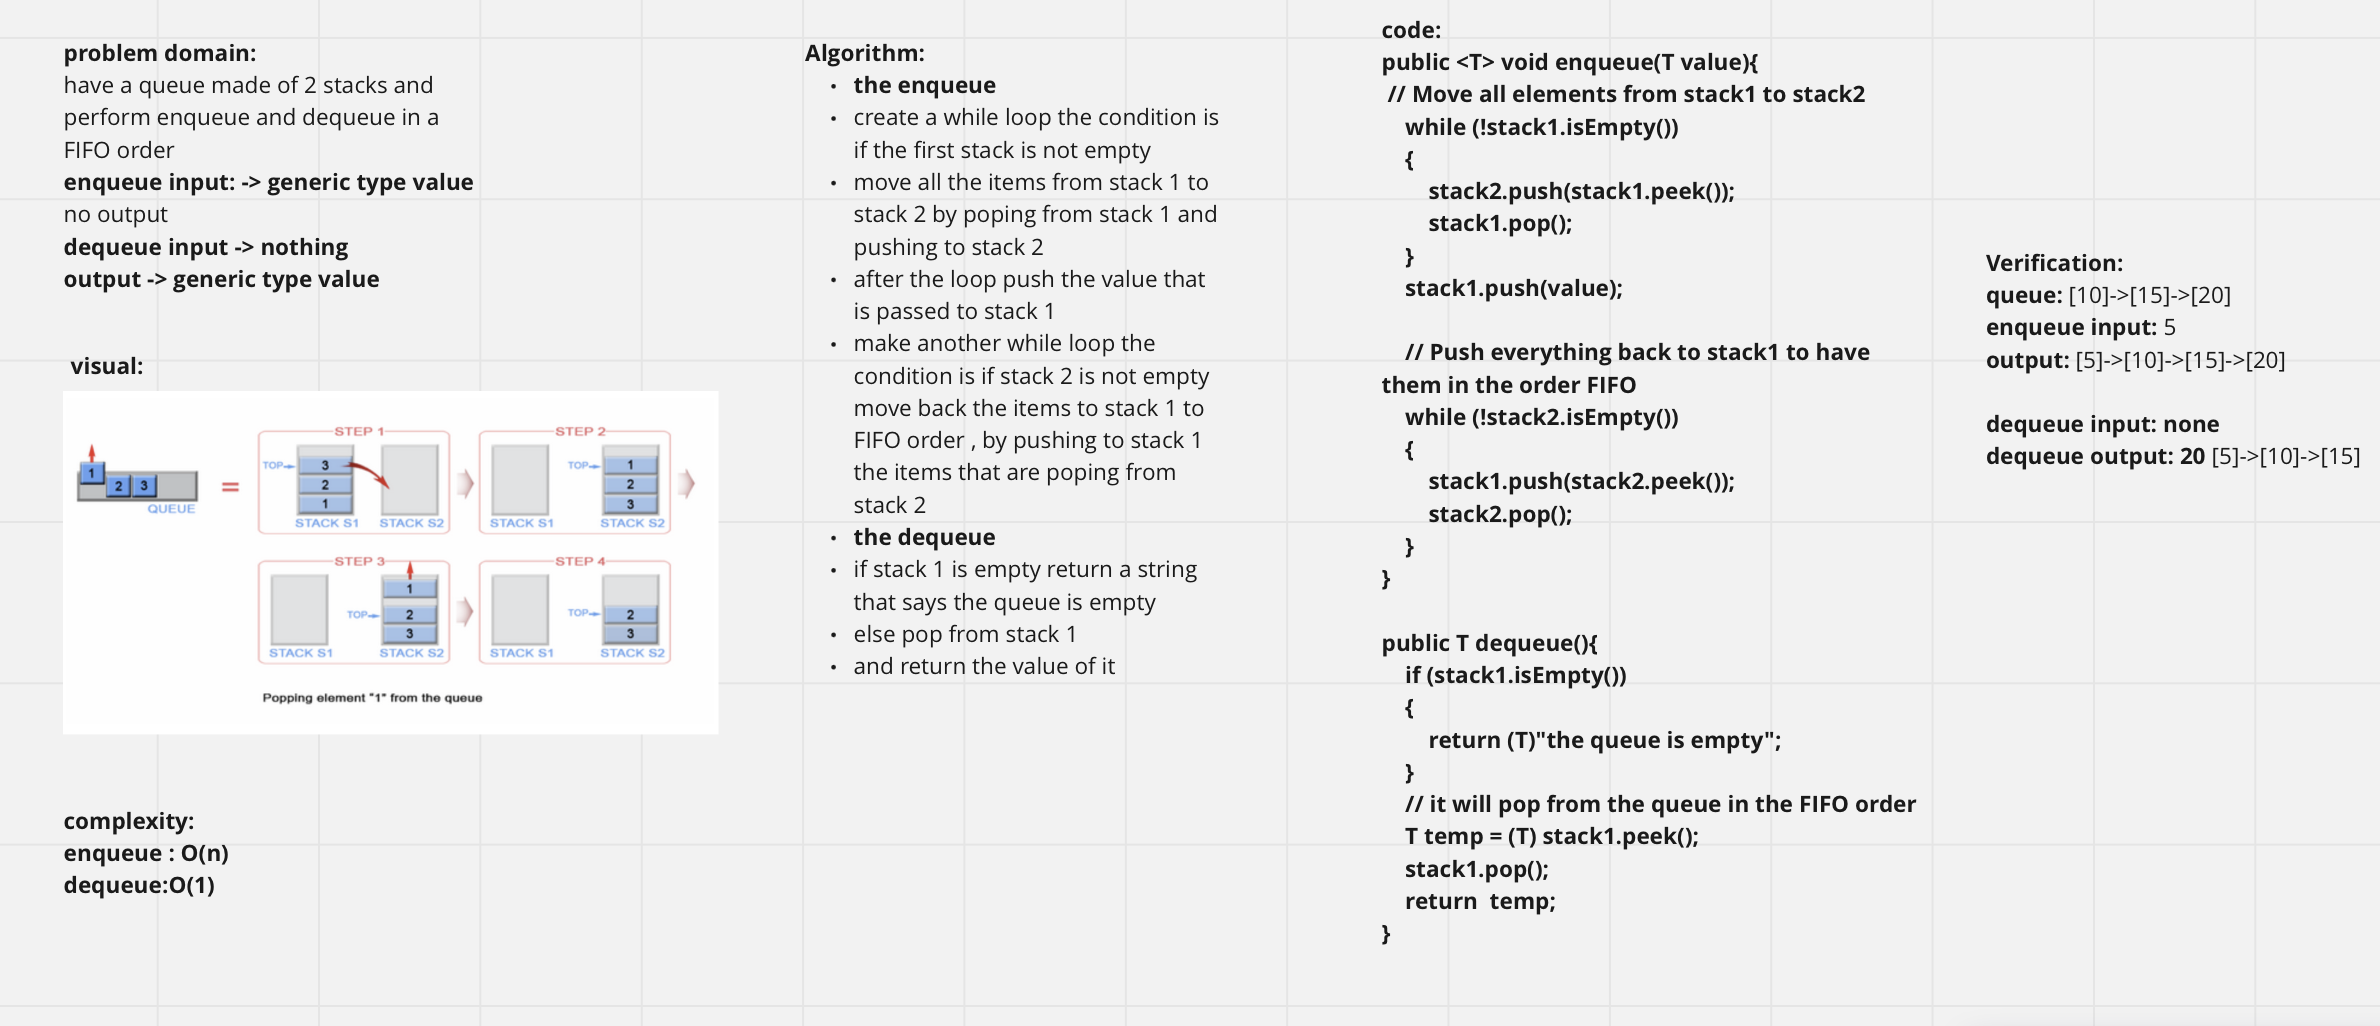 problem domain:
have a queue made of 2 stacks and
perform enqueue and dequeue in a
FIFO order
enqueue input: -> generic type value
no output
dequeue input -> nothing
output -> generic type value
visual:
STEP 1
STEP 2
1
2 3
QUEUE
=
TOP
3
2
1
STACK S1 STACK S2
TOP
1
2
3
STACK S1 STACK S2
STEP 3
STEP 4
1
TOP
2
3
STACK S1 STACK S2
TOP
2
3
STACK S1 STACK S2
Popping element "1" from the queue
complexity:
enqueue : O(n)
dequeue:O(1)
Algorithm:
• the enqueue
• create a while loop the condition is
if the first stack is not empty
• move all the items from stack 1 to
stack 2 by poping from stack 1 and
pushing to stack 2
• after the loop push the value that
is passed to stack 1
• make another while loop the
condition is if stack 2 is not empty
move back the items to stack 1 to
FIFO order , by pushing to stack 1
the items that are poping from
stack 2
• the dequeue
• if stack 1 is empty return a string
that says the queue is empty
• else pop from stack 1
• and return the value of it
code:
public <T> void enqueue(T value){
// Move all elements from stack1 to stack2
while (!stack1.isEmpty())
{
stack2.push(stack1.peek());
stack1.pop();
}
stack1.push(value);
// Push everything back to stack1 to have
them in the order FIFO
while (!stack2.isEmpty())
{
stack1.push(stack2.peek());
stack2.pop();
}
}
public T dequeue(){
if (stack1.isEmpty())
{
return (T)"the queue is empty";
}
// it will pop from the queue in the FIFO order
T temp = (T) stack1.peek();
stack1.pop();
return  temp;
}
Verification:
queue: [10]->[15]->[20]
enqueue input: 5
output: [5]->[10]->[15]->[20]
dequeue input: none
dequeue output: 20 [5]->[10]->[15]